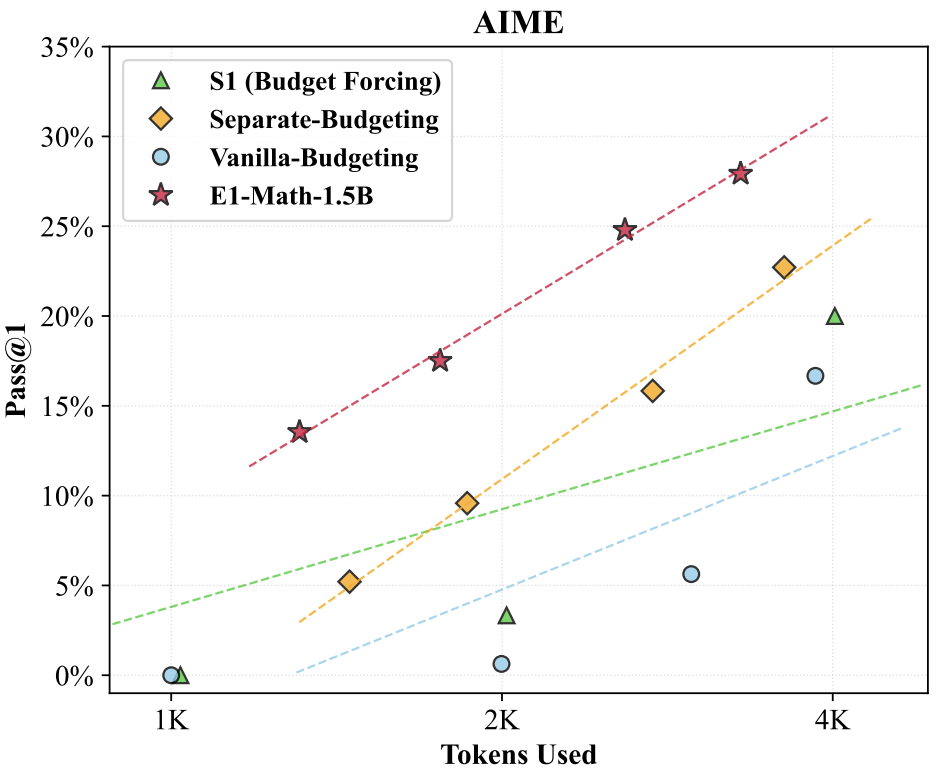 AIME
35%
30%
25%
20%
15%
10%
5%
0%
Pass@1
S1 (Budget Forcing)
Separate-Budgeting
Vanilla-Budgeting
E1-Math-1.5B
1K 2K 4K
Tokens Used